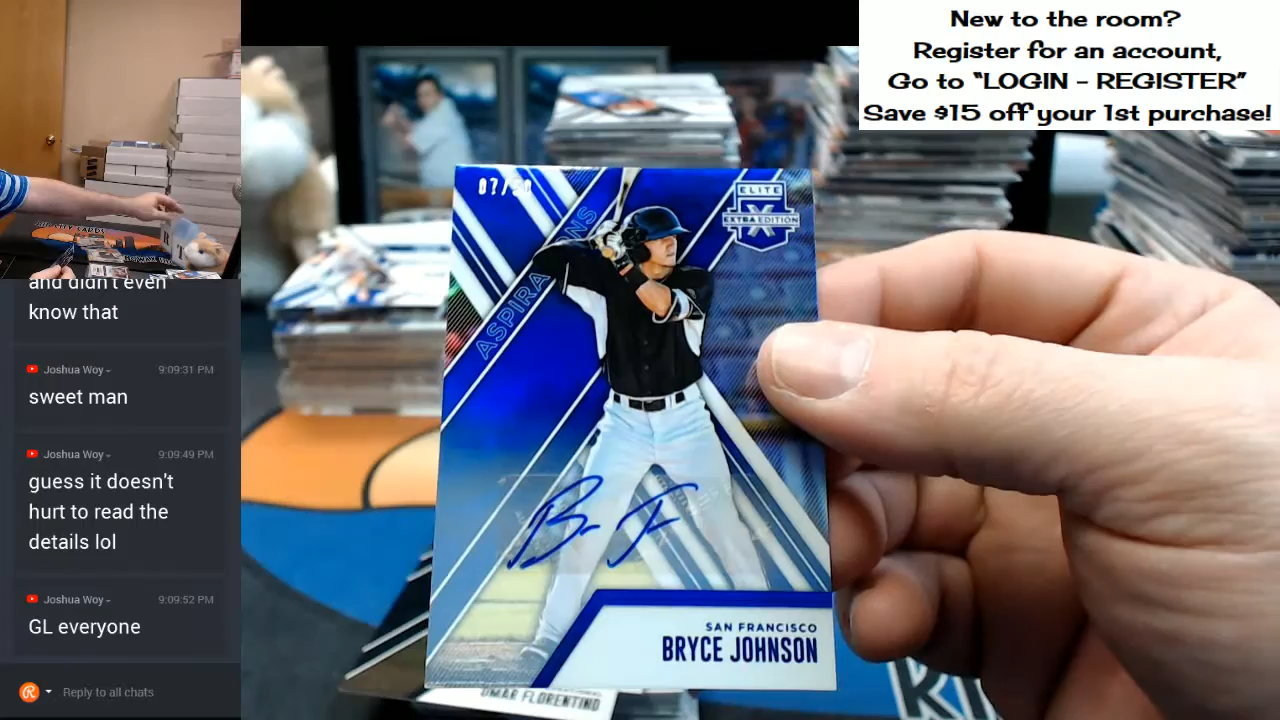 New to the room?
Register for an account,
Go to "LOGIN - REGISTER"
Save $15 off your 1st purchase!
and didn't even
know that
Joshua Woy
9:09:31 PM
sweet man
Joshua Woy
9:09:49 PM
guess it doesn't
hurt to read the
details lol
Joshua Woy
9:09:52 PM
GL everyone
Reply to all chats
ELITE
EXTRA EDITION
X
SAN FRANCISCO
BRYCE JOHNSON
OMAR FLORENTINO